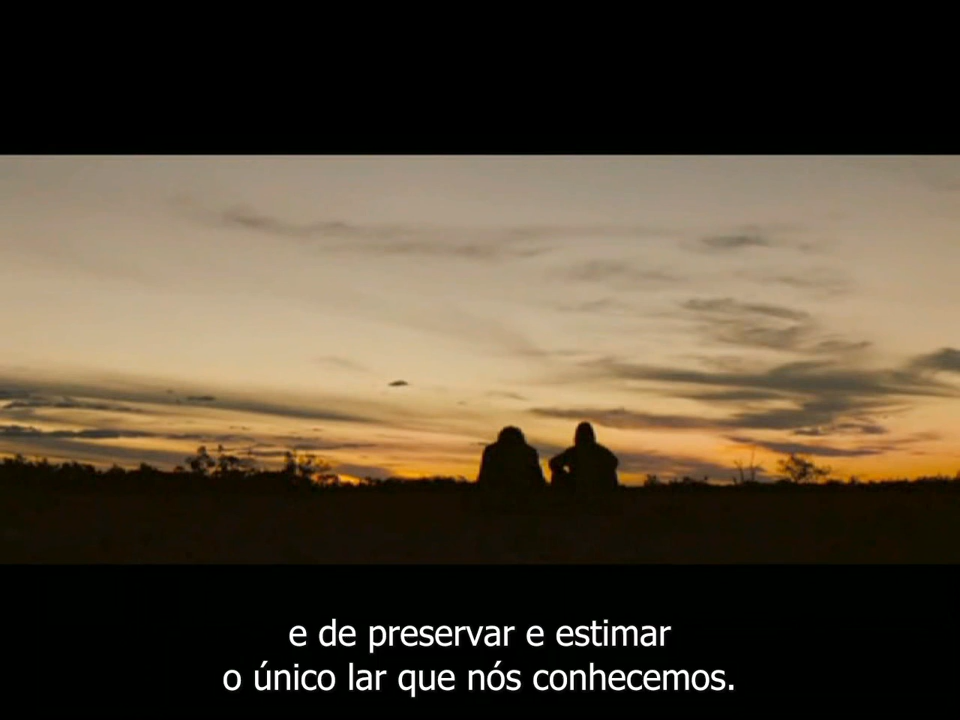 e de preservar e estimar
o único lar que nós conhecemos.